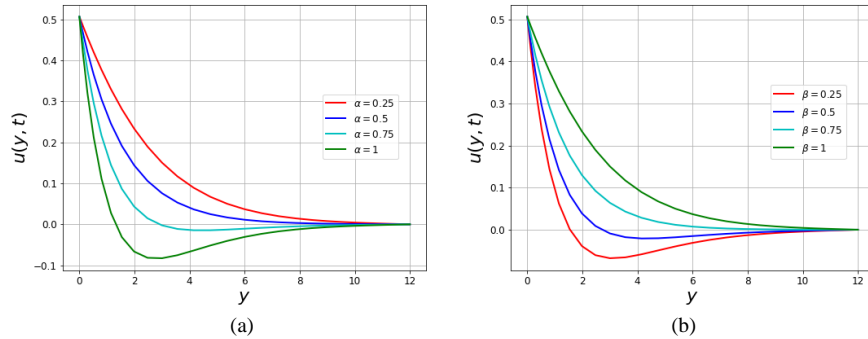 0.5
0.4
0.3
0.2
0.1
0.0
−0.1
u(y, t)
0 2 4 6 8 10 12
y
α = 0.25
α = 0.5
α = 0.75
α = 1
(a)
0.5
0.4
0.3
0.2
0.1
0.0
u(y, t)
0 2 4 6 8 10 12
y
β = 0.25
β = 0.5
β = 0.75
β = 1
(b)